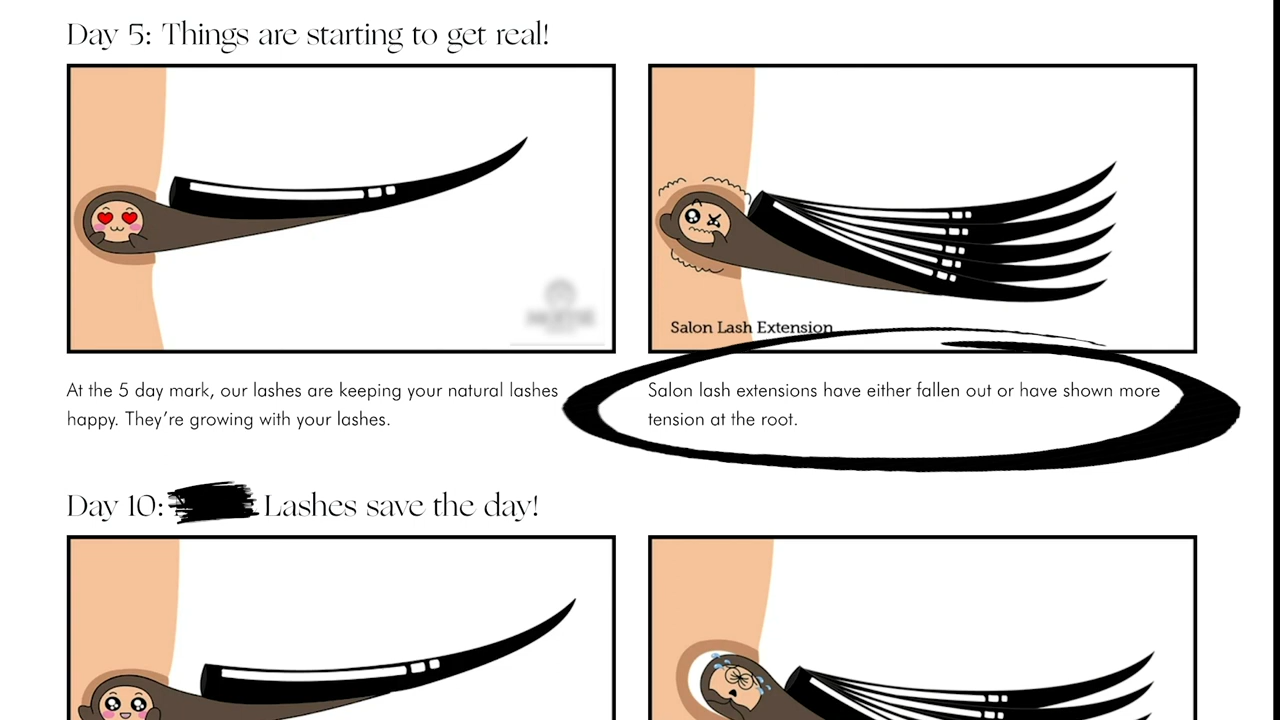 Day 5: Things are starting to get real!
Salon Lash Extension
At the 5 day mark, our lashes are keeping your natural lashes
happy. They're growing with your lashes.
Salon lash extensions have either fallen out or have shown more
tension at the root.
Day 10: Lashes save the day!